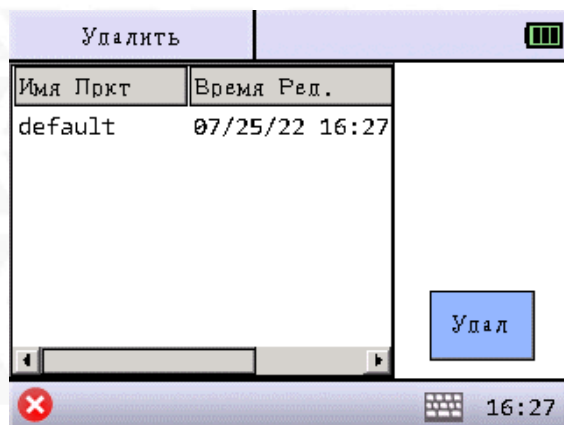 Удалить
Имя Пркт Время Ред.
default 07/25/22 16:27
Удал
16:27